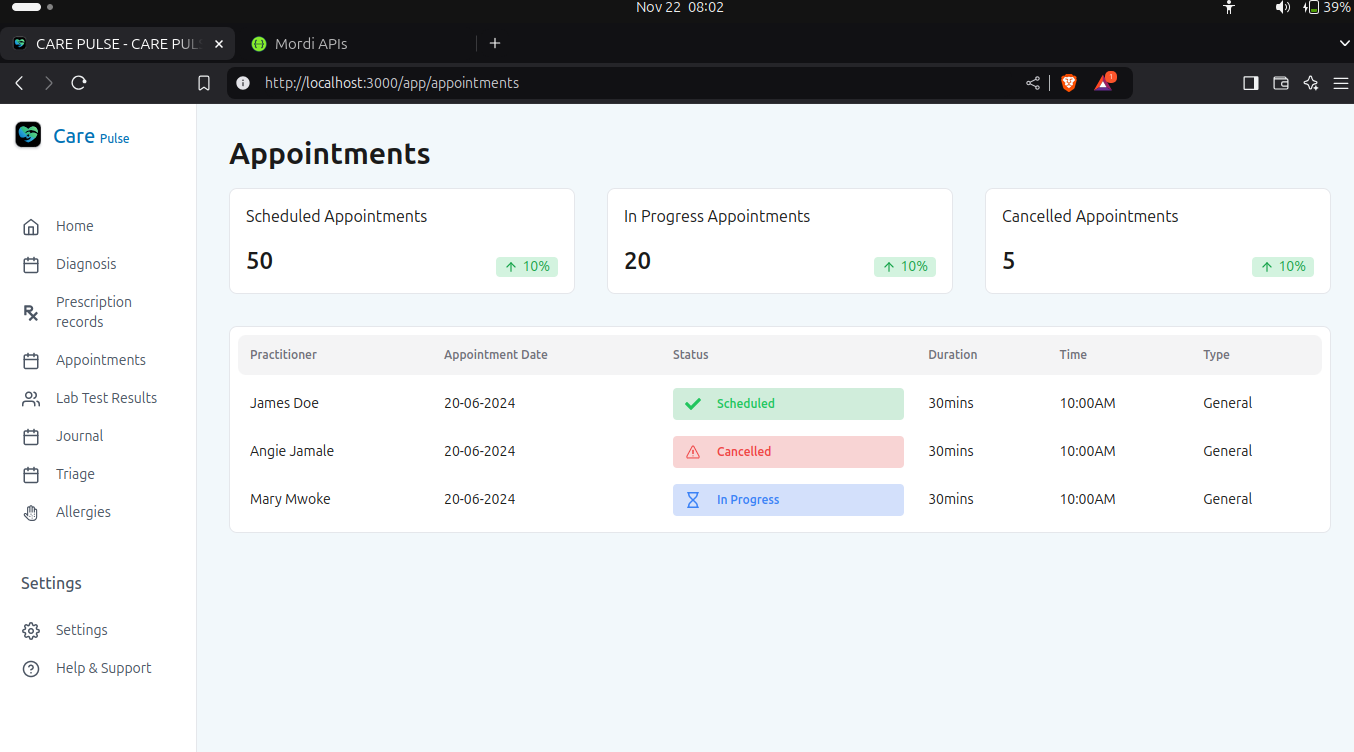 Nov 22 08:02
39%
CARE PULSE - CARE PUL
Mordi APIs
http://localhost:3000/app/appointments
1
Care Pulse
Home
Diagnosis
Prescription
records
Appointments
Lab Test Results
Journal
Triage
Allergies
Settings
Settings
Help & Support
Appointments
Scheduled Appointments
50
10%
In Progress Appointments
20
10%
Cancelled Appointments
5
10%
Practitioner Appointment Date Status Duration Time Type
James Doe 20-06-2024 Scheduled 30mins 10:00AM General
Angie Jamale 20-06-2024 Cancelled 30mins 10:00AM General
Mary Mwoke 20-06-2024 In Progress 30mins 10:00AM General